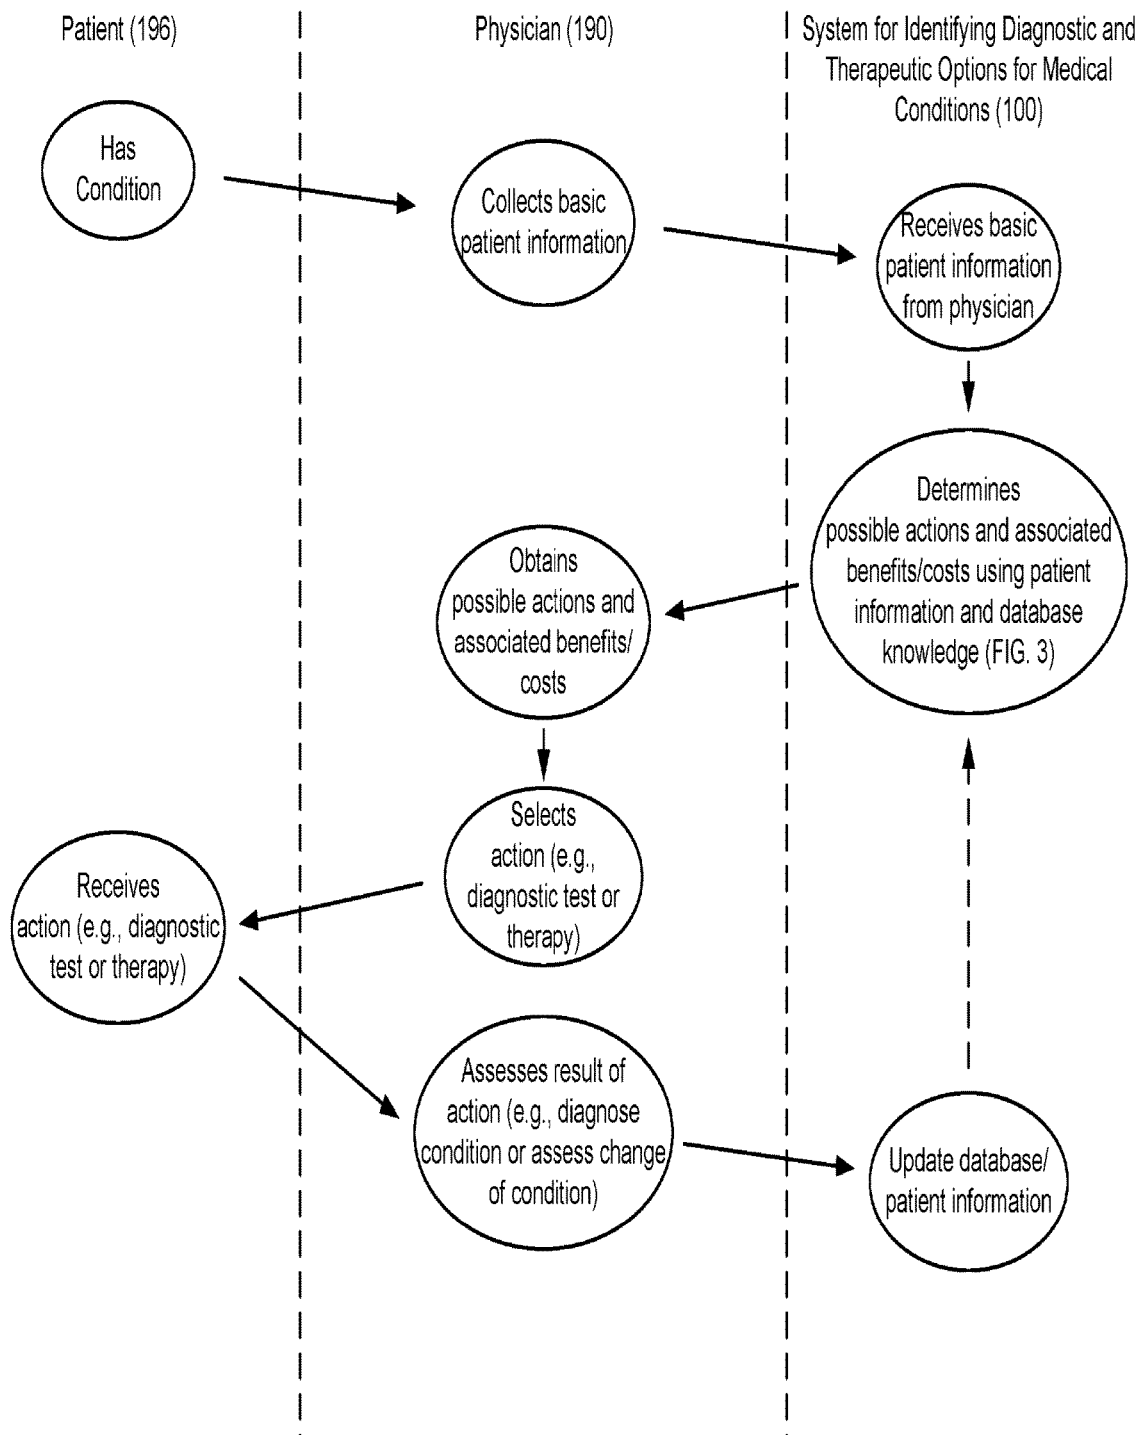 Patient (196)
Physician (190)
System for Identifying Diagnostic and
Therapeutic Options for Medical
Conditions (100)
Has
Condition
Collects basic
patient information
Receives basic
patient information
from physician
Determines
possible actions and associated
benefits/costs using patient
information and database
knowledge (FIG. 3)
Obtains
possible actions and
associated benefits/
costs
Selects
action (e.g.,
diagnostic test or
therapy)
Receives
action (e.g., diagnostic
test or therapy)
Assesses result of
action (e.g., diagnose
condition or assess change
of condition)
Update database/
patient information